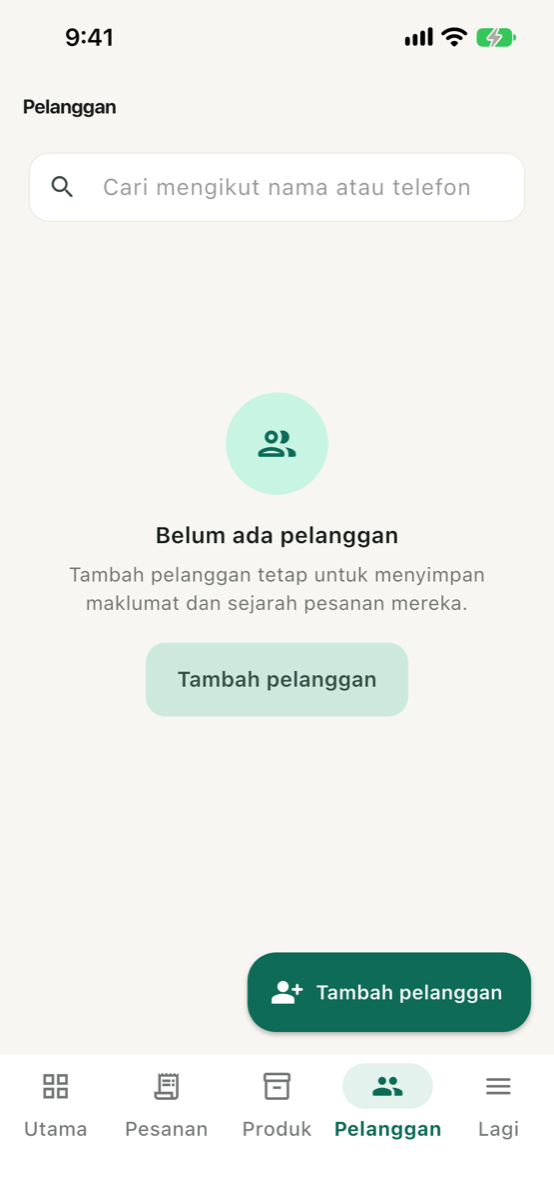 9:41
Pelanggan
Cari mengikut nama atau telefon
Belum ada pelanggan
Tambah pelanggan tetap untuk menyimpan
maklumat dan sejarah pesanan mereka.
Tambah pelanggan
Tambah pelanggan
Utama
Pesanan
Produk
Pelanggan
Lagi